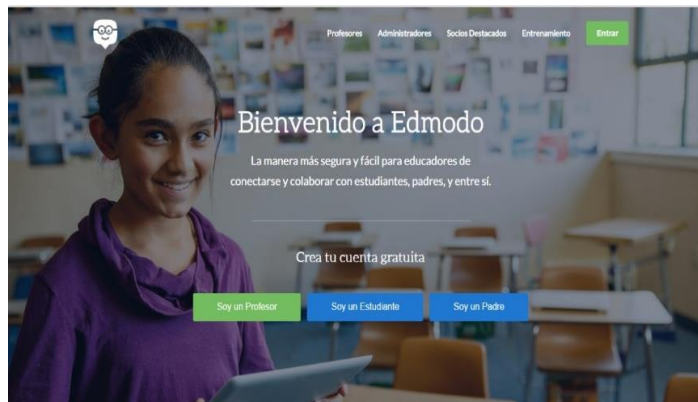 Profesores Administradores Socios Destacados Entrenamiento Entrar
Bienvenido a Edmodo
La manera más segura y fácil para educadores de
conectarse y colaborar con estudiantes, padres, y entre sí.
Crea tu cuenta gratuita
Soy un Profesor Soy un Estudiante Soy un Padre